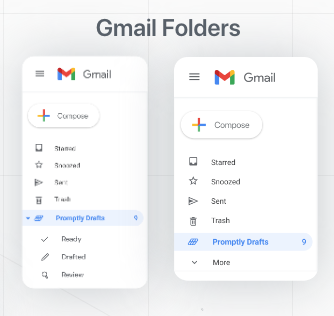 Gmail Folders
Gmail
Compose
Starred
Snoozed
Sent
Trash
Promptly Drafts 9
Ready
Drafted
Review
Gmail
Compose
Starred
Snoozed
Sent
Trash
Promptly Drafts 9
More